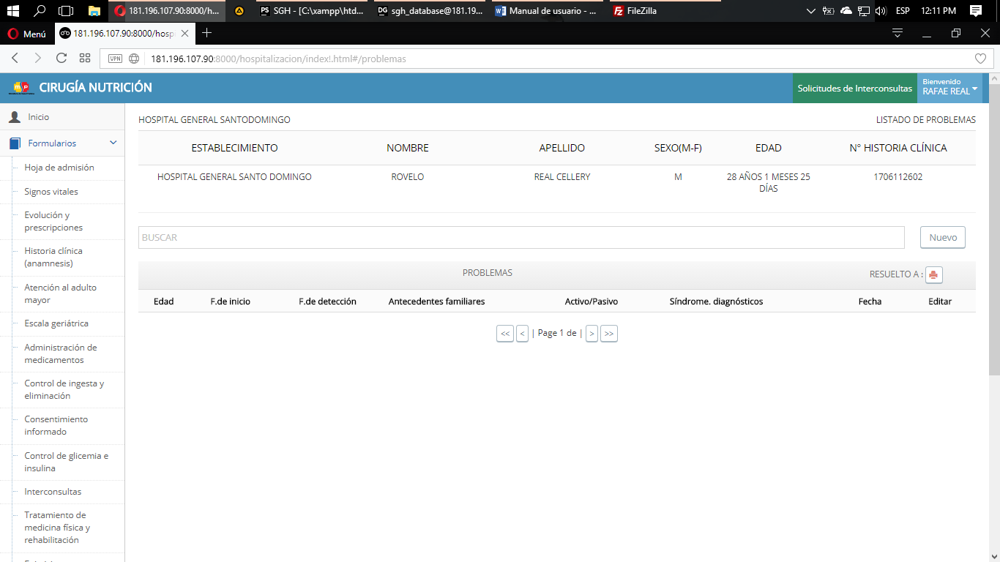 181.196.107.90:8000/h...
SGH - [C:\xampp\htd...
sgh_database@181.19...
Manual de usuario - ...
FileZilla
ESP
12:11 PM
Menú
181.196.107.90:8000/hospi
VPN
181.196.107.90:8000/hospitalizacion/index!.html#/problemas
CIRUGÍA NUTRICIÓN
Solicitudes de Interconsultas
Bienvenido
RAFAE REAL
Inicio
Formularios
Hoja de admisión
Signos vitales
Evolución y
prescripciones
Historia clínica
(anamnesis)
Atención al adulto
mayor
Escala geriátrica
Administración de
medicamentos
Control de ingesta y
eliminación
Consentimiento
informado
Control de glicemia e
insulina
Interconsultas
Tratamiento de
medicina física y
rehabilitación
HOSPITAL GENERAL SANTODOMINGO
LISTADO DE PROBLEMAS
ESTABLECIMIENTO NOMBRE APELLIDO SEXO(M-F) EDAD N° HISTORIA CLÍNICA
HOSPITAL GENERAL SANTO DOMINGO ROVELO REAL CELLERY M 28 AÑOS 1 MESES 25 1706112602
DÍAS
BUSCAR
Nuevo
PROBLEMAS
RESUELTO A :
Edad F.de inicio F.de detección Antecedentes familiares Activo/Pasivo Síndrome. diagnósticos Fecha Editar
<< < | Page 1 de | > >>